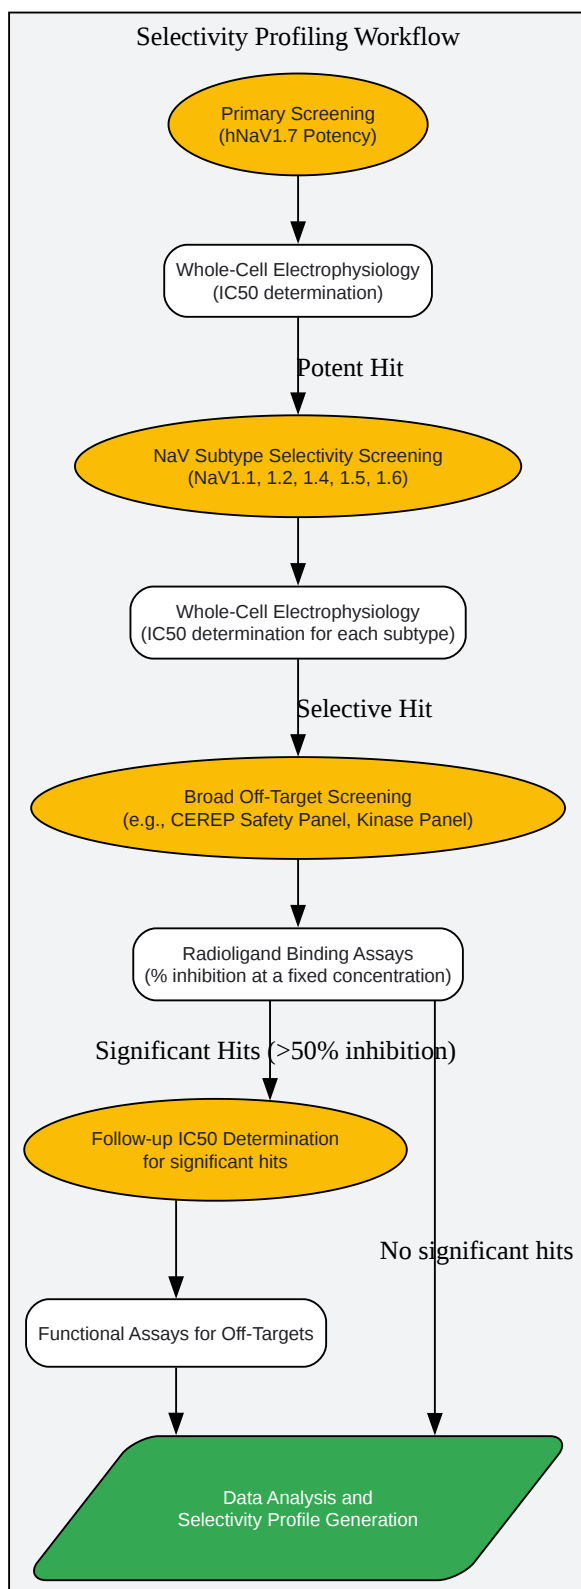 Selectivity Profiling Workflow
Primary Screening
(hNaV1.7 Potency)
Whole-Cell Electrophysiology
(IC50 determination)
Potent Hit
NaV Subtype Selectivity Screening
(NaV1.1, 1.2, 1.4, 1.5, 1.6)
Whole-Cell Electrophysiology
(IC50 determination for each subtype)
Selective Hit
Broad Off-Target Screening
(e.g., CEREP Safety Panel, Kinase Panel)
Radioligand Binding Assays
(% inhibition at a fixed concentration)
Significant Hits (>50% inhibition)
Follow-up IC50 Determination
for significant hits
No significant hits
Functional Assays for Off-Targets
Data Analysis and
Selectivity Profile Generation